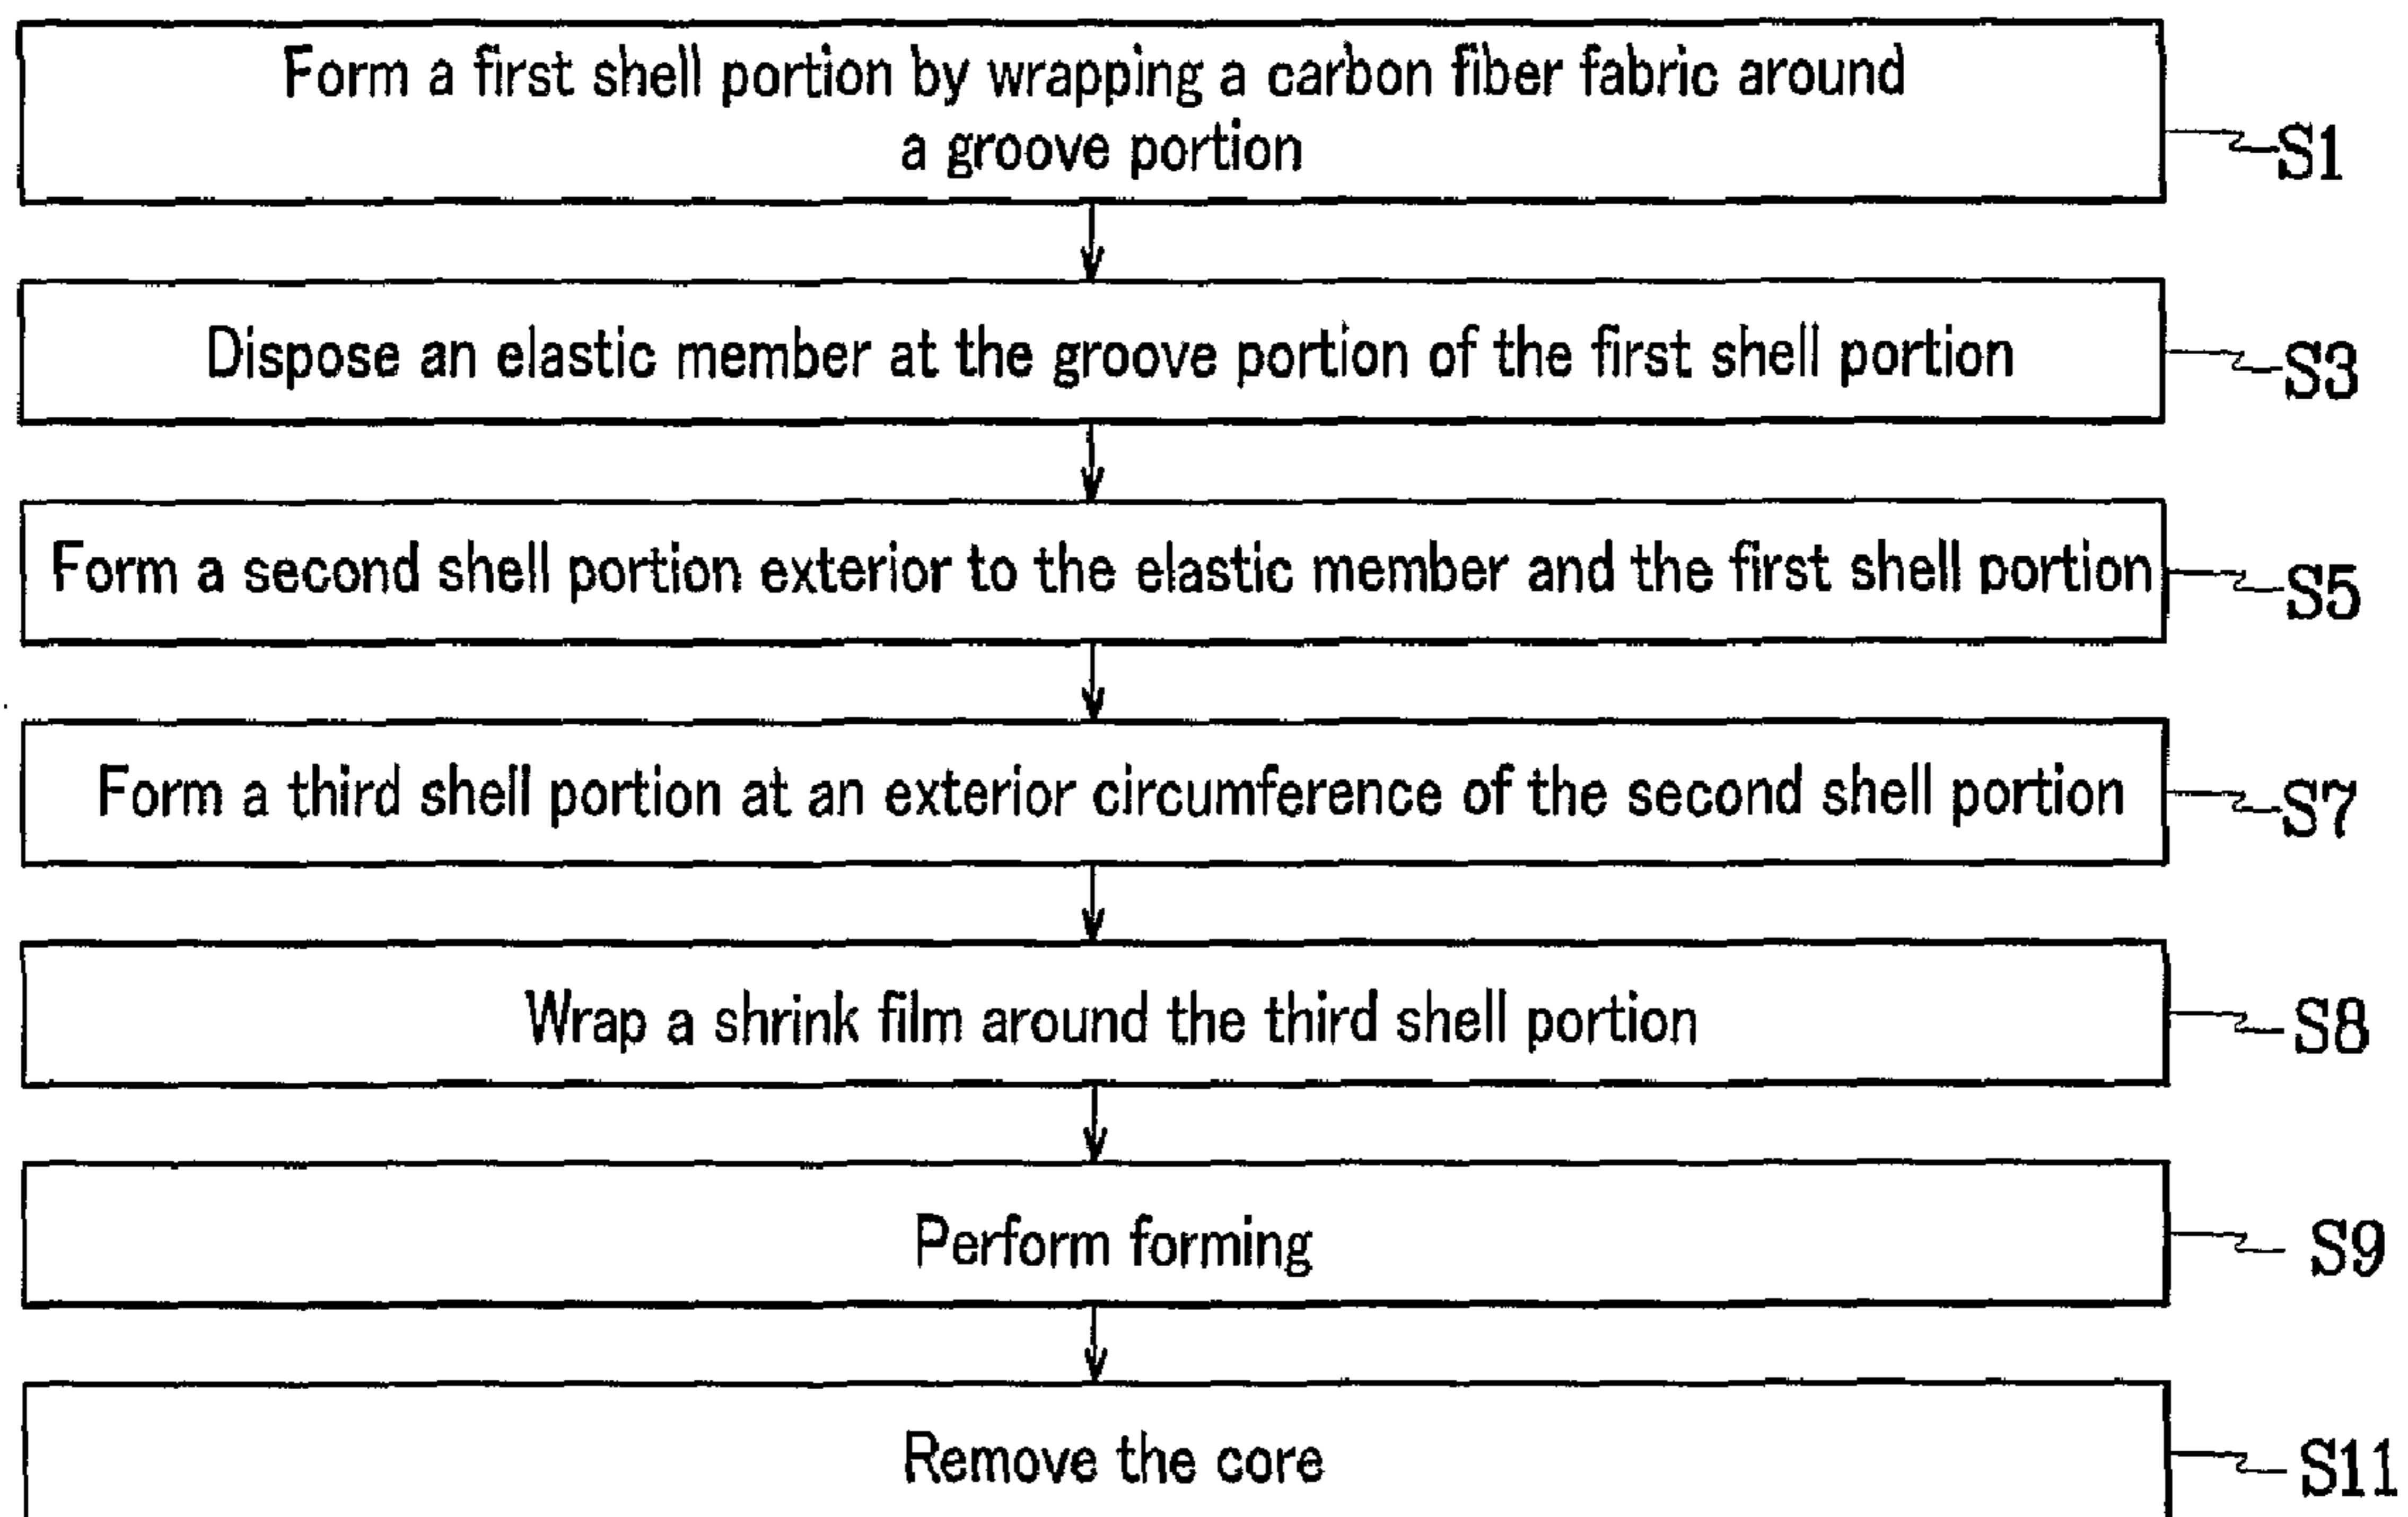 Form a first shell portion by wrapping a carbon fiber fabric around
a groove portion
S1
Dispose an elastic member at the groove portion of the first shell portion
S3
Form a second shell portion exterior to the elastic member and the first shell portion
S5
Form a third shell portion at an exterior circumference of the second shell portion
S7
Wrap a shrink film around the third shell portion
S8
Perform forming
S9
Remove the core
S11